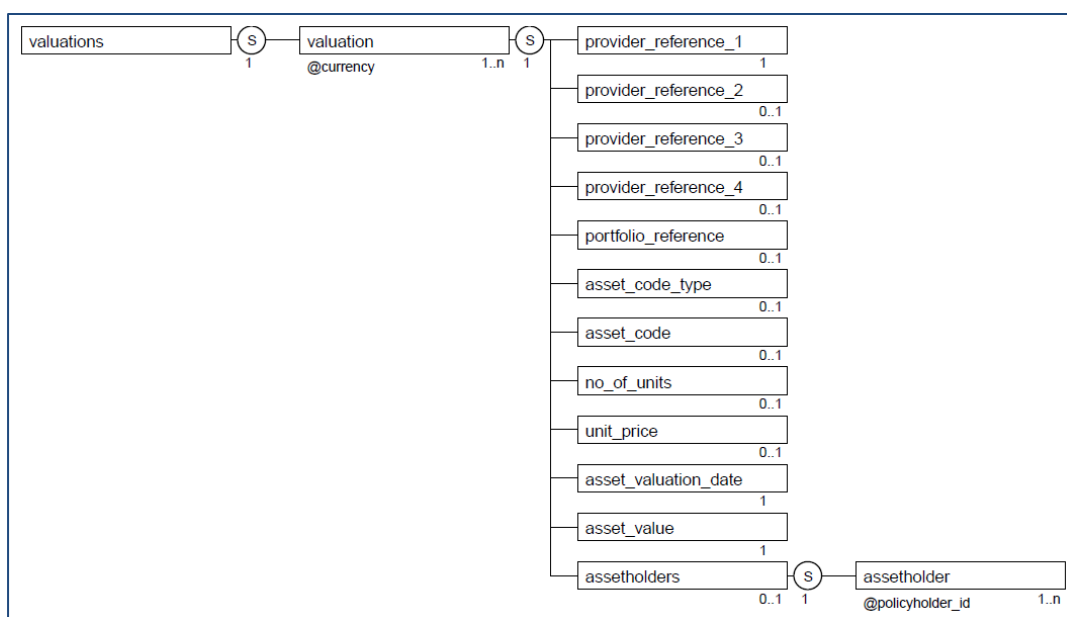 valuations S valuation S provider_reference_1
1 @currency 1..n 1 1
provider_reference_2
0..1
provider_reference_3
0..1
provider_reference_4
0..1
portfolio_reference
0..1
asset_code_type
0..1
asset_code
0..1
no_of_units
0..1
unit_price
0..1
asset_valuation_date
1
asset_value
1
assetholders S assetholder
0..1 1 @policyholder_id 1..n